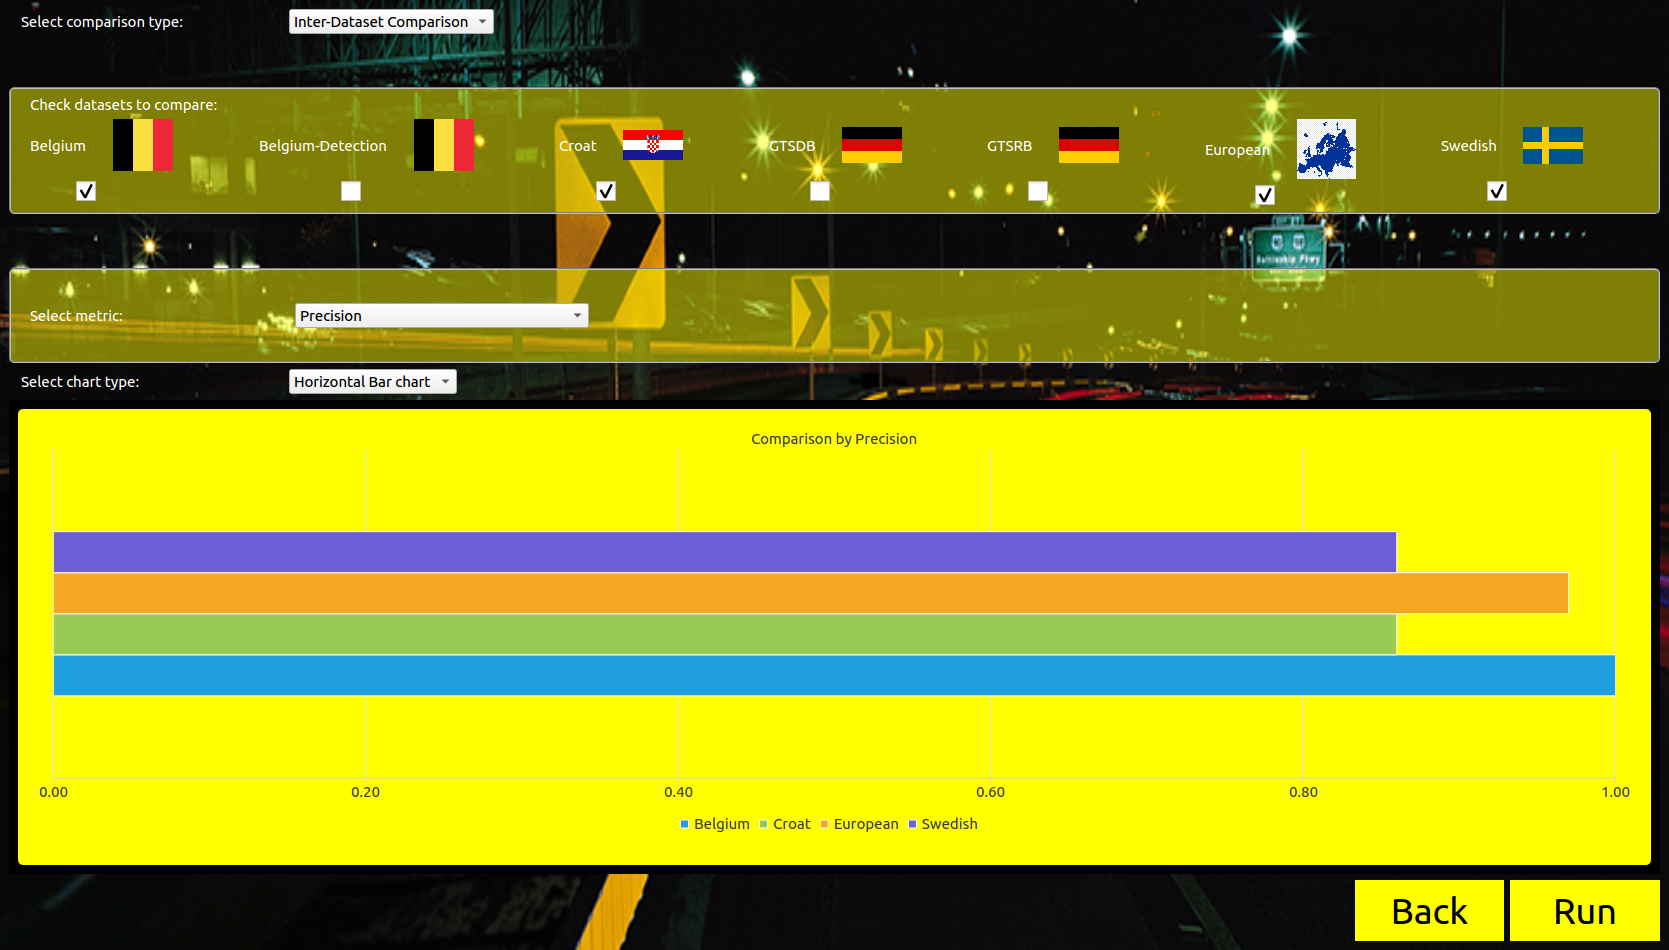 Select comparison type: Inter-Dataset Comparison
Check datasets to compare:
Belgium Belgium-Detection Croat GTSDB GTSRB European Swedish
Select metric: Precision
Select chart type: Horizontal Bar chart
Comparison by Precision
0.00 0.20 0.40 0.60 0.80 1.00
Belgium Croat European Swedish
Back Run